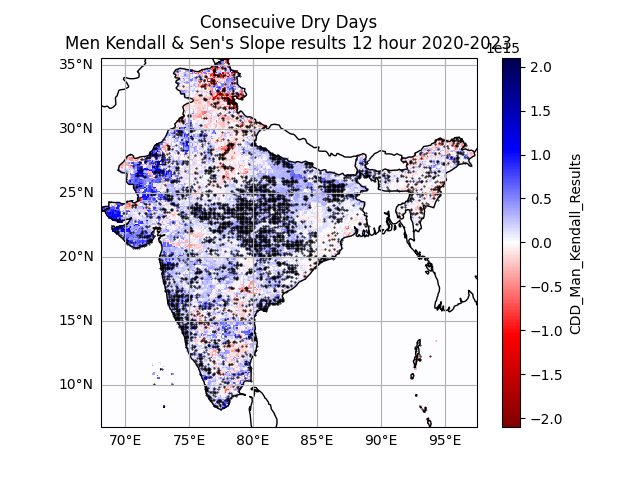 Consecuive Dry Days
Men Kendall & Sen's Slope results 12 hour 2020-2023
1e15
35°N
30°N
25°N
20°N
15°N
10°N
70°E 75°E 80°E 85°E 90°E 95°E
2.0
1.5
1.0
0.5
0.0
−0.5
−1.0
−1.5
−2.0
CDD_Man_Kendall_Results